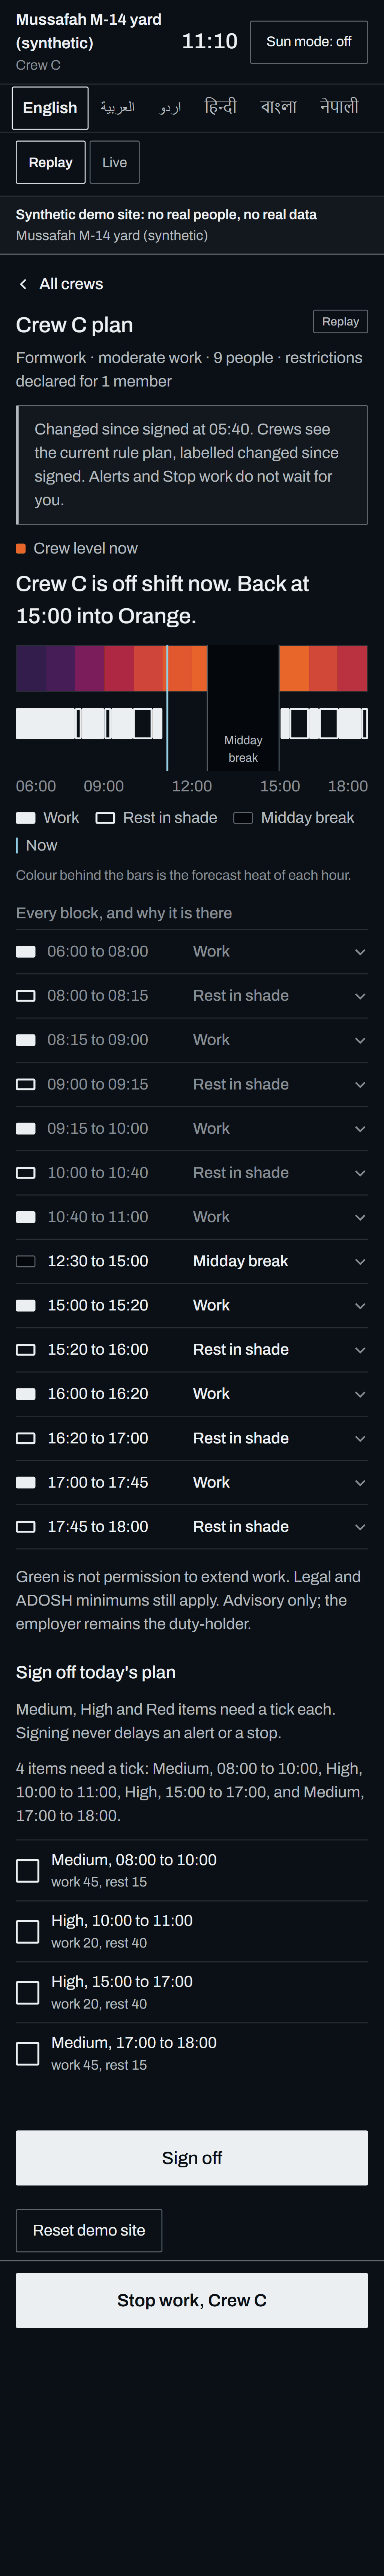 Mussafah M-14 yard
(synthetic)
Crew C
11:10
Sun mode: off
English
العربية
اردو
हिन्दी
বাংলা
नेपाली
Replay
Live
Synthetic demo site: no real people, no real data
Mussafah M-14 yard (synthetic)
All crews
Crew C plan
Replay
Formwork · moderate work · 9 people · restrictions
declared for 1 member
Changed since signed at 05:40. Crews see
the current rule plan, labelled changed since
signed. Alerts and Stop work do not wait for
you.
Crew level now
Crew C is off shift now. Back at
15:00 into Orange.
Midday
break
06:00 09:00 12:00 15:00 18:00
Work Rest in shade Midday break
Now
Colour behind the bars is the forecast heat of each hour.
Every block, and why it is there
06:00 to 08:00 Work
08:00 to 08:15 Rest in shade
08:15 to 09:00 Work
09:00 to 09:15 Rest in shade
09:15 to 10:00 Work
10:00 to 10:40 Rest in shade
10:40 to 11:00 Work
12:30 to 15:00 Midday break
15:00 to 15:20 Work
15:20 to 16:00 Rest in shade
16:00 to 16:20 Work
16:20 to 17:00 Rest in shade
17:00 to 17:45 Work
17:45 to 18:00 Rest in shade
Green is not permission to extend work. Legal and
ADOSH minimums still apply. Advisory only; the
employer remains the duty-holder.
Sign off today's plan
Medium, High and Red items need a tick each.
Signing never delays an alert or a stop.
4 items need a tick: Medium, 08:00 to 10:00, High,
10:00 to 11:00, High, 15:00 to 17:00, and Medium,
17:00 to 18:00.
Medium, 08:00 to 10:00
work 45, rest 15
High, 10:00 to 11:00
work 20, rest 40
High, 15:00 to 17:00
work 20, rest 40
Medium, 17:00 to 18:00
work 45, rest 15
Sign off
Reset demo site
Stop work, Crew C